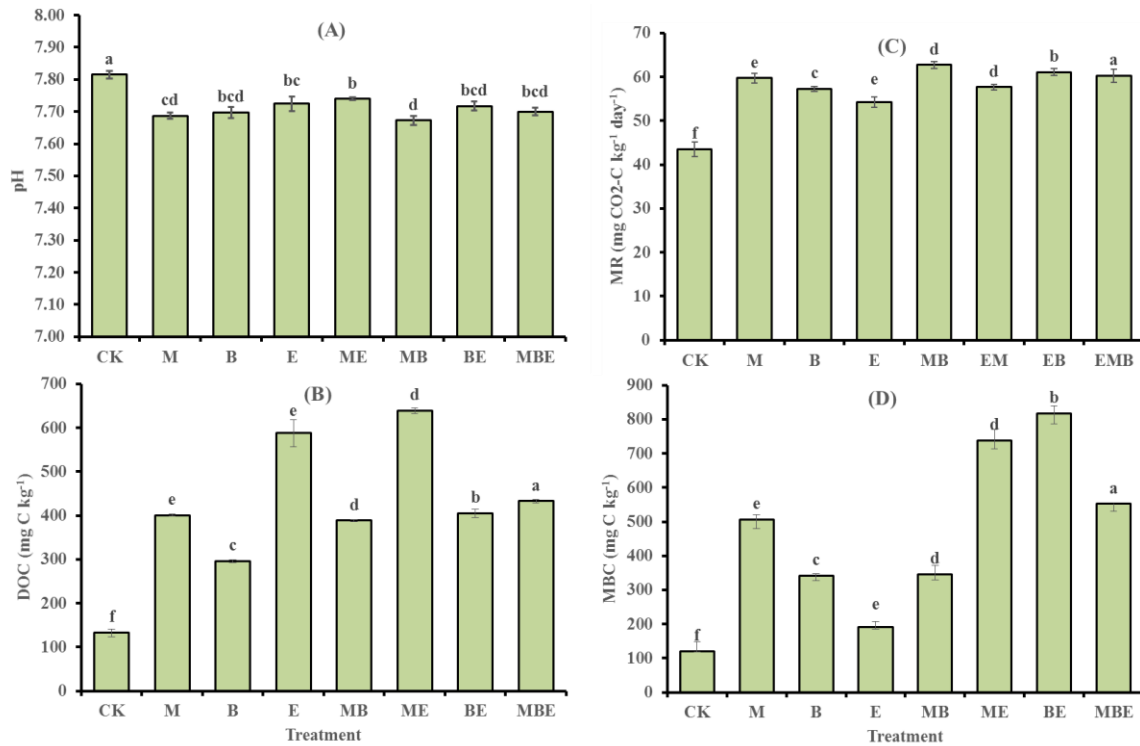 (A)
pH
8.00
7.90
7.80
7.70
7.60
7.50
7.40
7.30
7.20
7.10
7.00
a cd bcd bc b d bcd bcd
CK M B E ME MB BE MBE
(C)
MR (mg CO2-C kg-1 day-1)
70
60
50
40
30
20
10
0
f e c e d d b a
CK M B E MB EM EB EMB
(B)
DOC (mg C kg-1)
700
600
500
400
300
200
100
0
f e c e d d b a
CK M B E MB ME BE MBE
Treatment
(D)
MBC (mg C kg-1)
900
800
700
600
500
400
300
200
100
0
f e c e d d b a
CK M B E MB ME BE MBE
Treatment